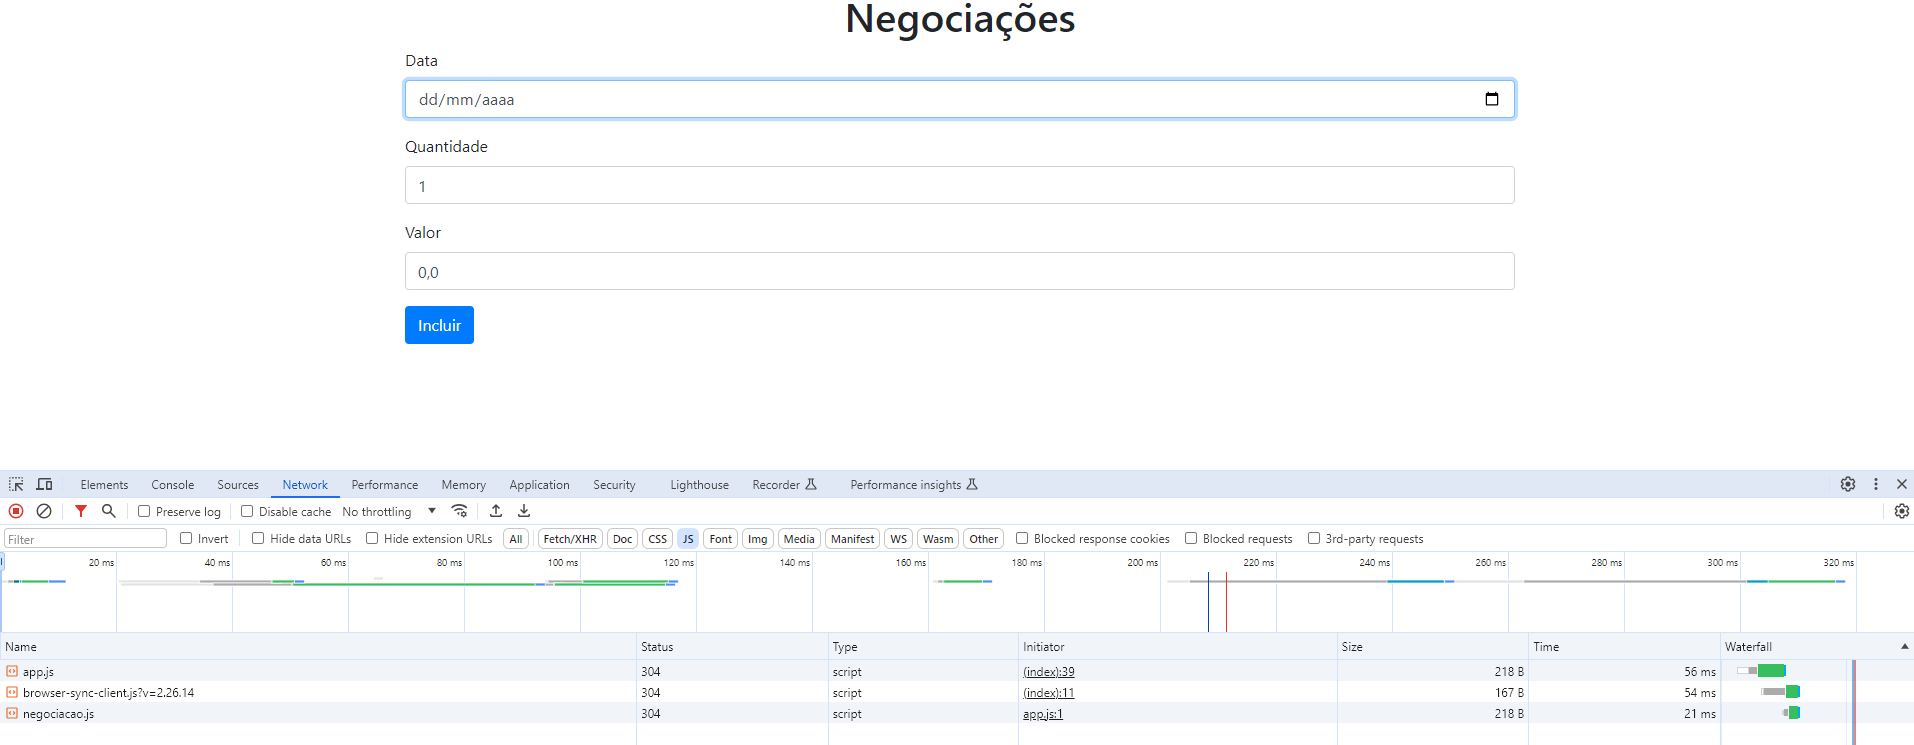 Negociações
Data
dd/mm/aaaa
Quantidade
1
Valor
0,0
Incluir
Elements Console Sources Network Performance Memory Application Security Lighthouse Recorder Performance insights
Preserve log Disable cache No throttling
Filter Invert Hide data URLs Hide extension URLs All Fetch/XHR Doc CSS JS Font Img Media Manifest WS Wasm Other Blocked response cookies Blocked requests 3rd-party requests
20 ms 40 ms 60 ms 80 ms 100 ms 120 ms 140 ms 160 ms 180 ms 200 ms 220 ms 240 ms 260 ms 280 ms 300 ms 320 ms
Name Status Type Initiator Size Time Waterfall
app.js 304 script (index):39 218 B 56 ms
browser-sync-client.js?v=2.26.14 304 script (index):11 167 B 54 ms
negociacao.js 304 script app.js:1 218 B 21 ms